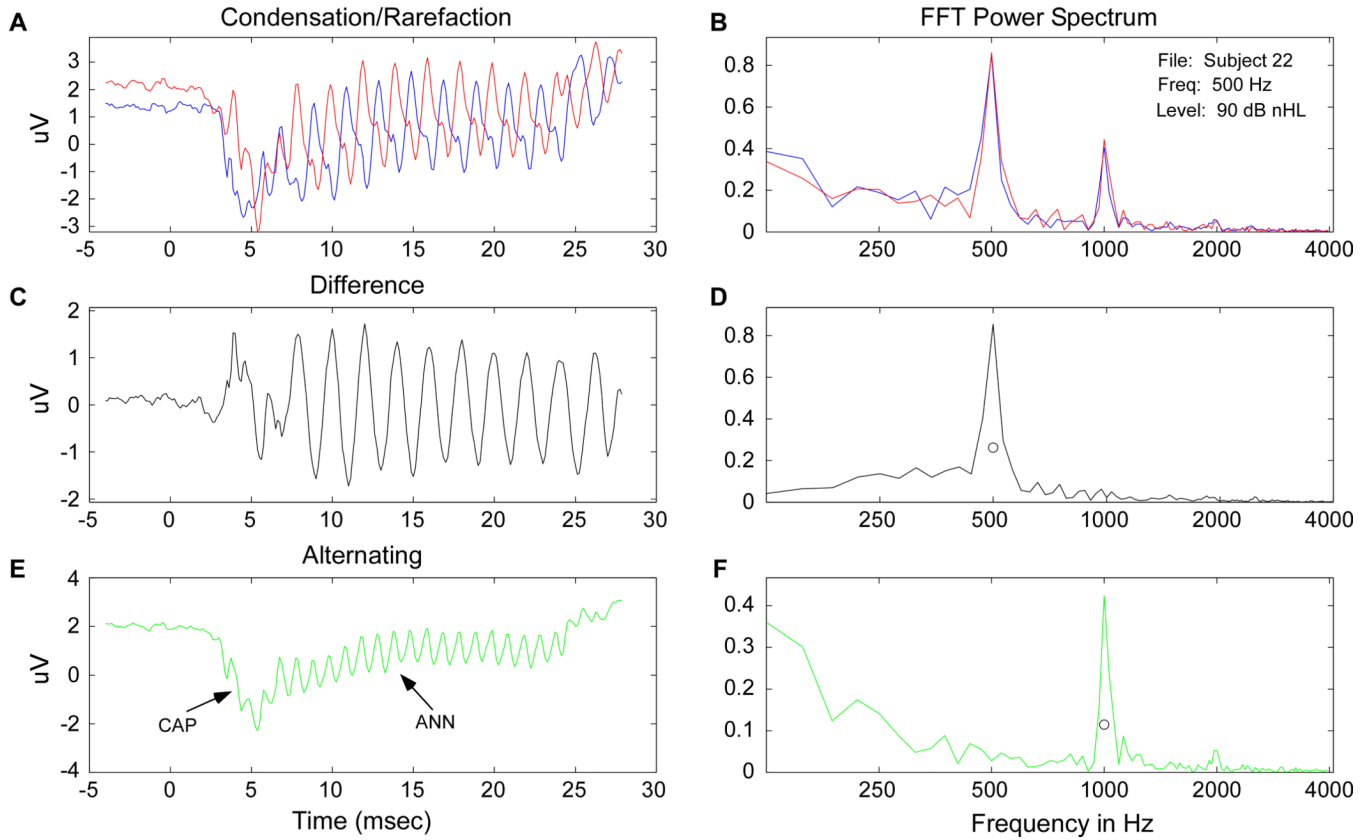 A
Condensation/Rarefaction
uV
3
2
1
0
-1
-2
-3
-5 0 5 10 15 20 25 30
B
FFT Power Spectrum
File: Subject 22
Freq: 500 Hz
Level: 90 dB nHL
0.8
0.6
0.4
0.2
0
250 500 1000 2000 4000
C
Difference
uV
2
1
0
-1
-2
-5 0 5 10 15 20 25 30
D
0.8
0.6
0.4
0.2
0
250 500 1000 2000 4000
E
Alternating
uV
4
2
0
-2
-4
CAP
ANN
-5 0 5 10 15 20 25 30
Time (msec)
F
0.4
0.3
0.2
0.1
0
250 500 1000 2000 4000
Frequency in Hz